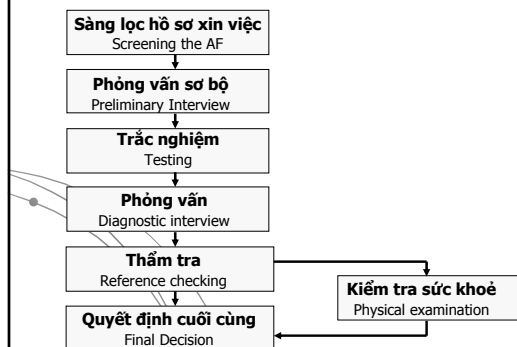 Sàng lọc hồ sơ xin việc
Screening the AF
Phỏng vấn sơ bộ
Preliminary Interview
Trắc nghiệm
Testing
Phỏng vấn
Diagnostic interview
Thẩm tra
Reference checking
Kiểm tra sức khoẻ
Physical examination
Quyết định cuối cùng
Final Decision